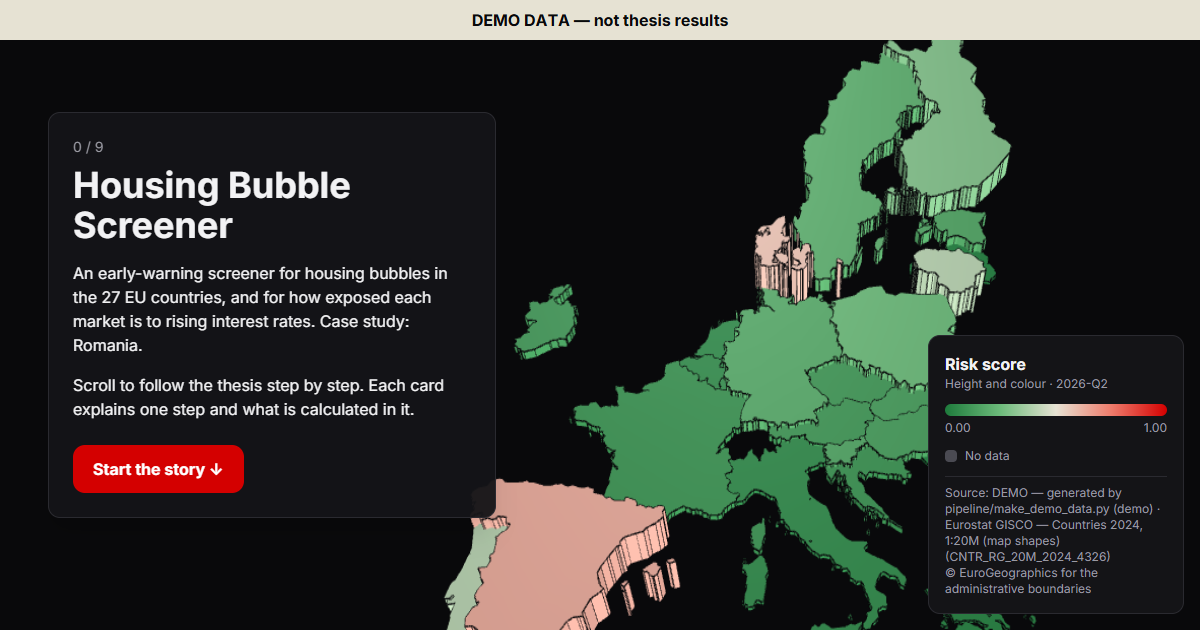 DEMO DATA — not thesis results
0 / 9
Housing Bubble
Screener
An early-warning screener for housing bubbles in
the 27 EU countries, and for how exposed each
market is to rising interest rates. Case study:
Romania.
Scroll to follow the thesis step by step. Each card
explains one step and what is calculated in it.
Start the story ↓
Risk score
Height and colour · 2026-Q2
0.00 1.00
No data
Source: DEMO — generated by
pipeline/make_demo_data.py (demo) ·
Eurostat GISCO — Countries 2024,
1:20M (map shapes)
(CNTR_RG_20M_2024_4326)
© EuroGeographics for the
administrative boundaries